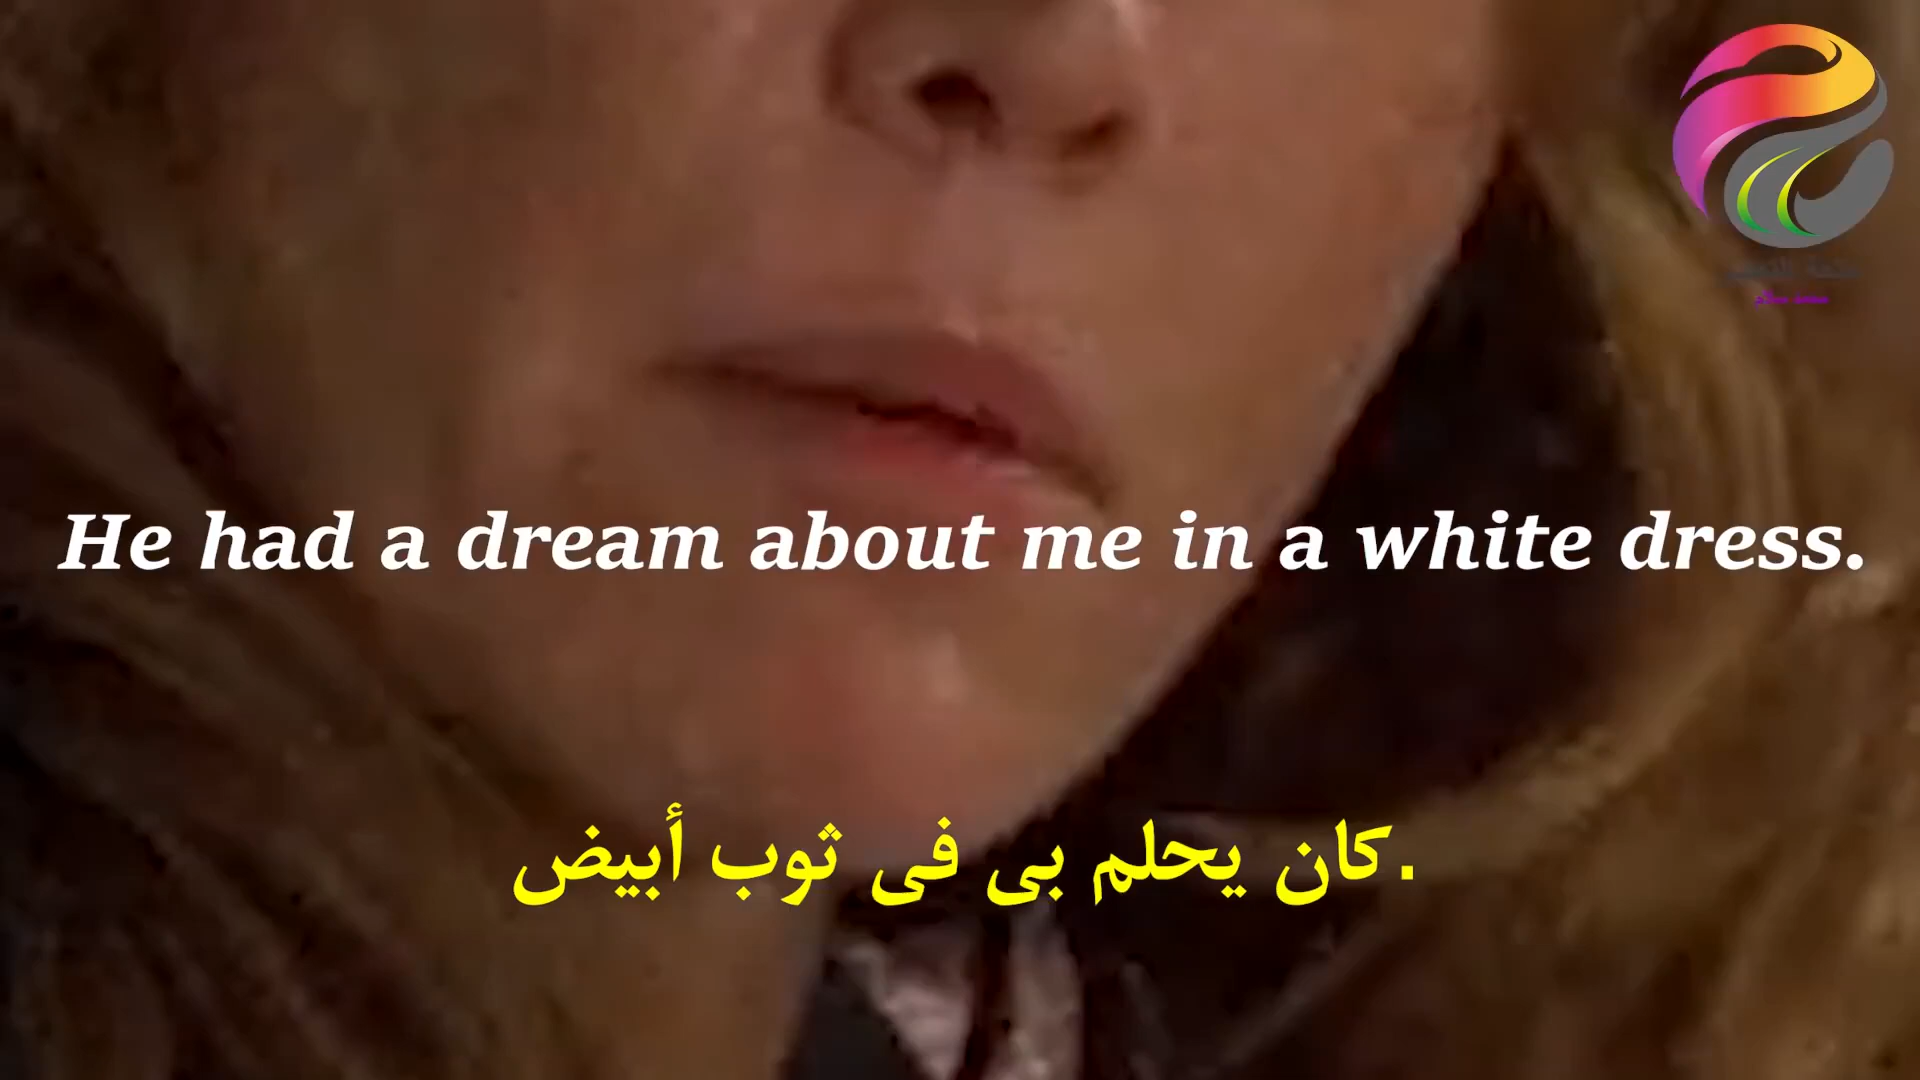 He had a dream about me in a white dress.
كان يحلم بى فى ثوب أبيض.